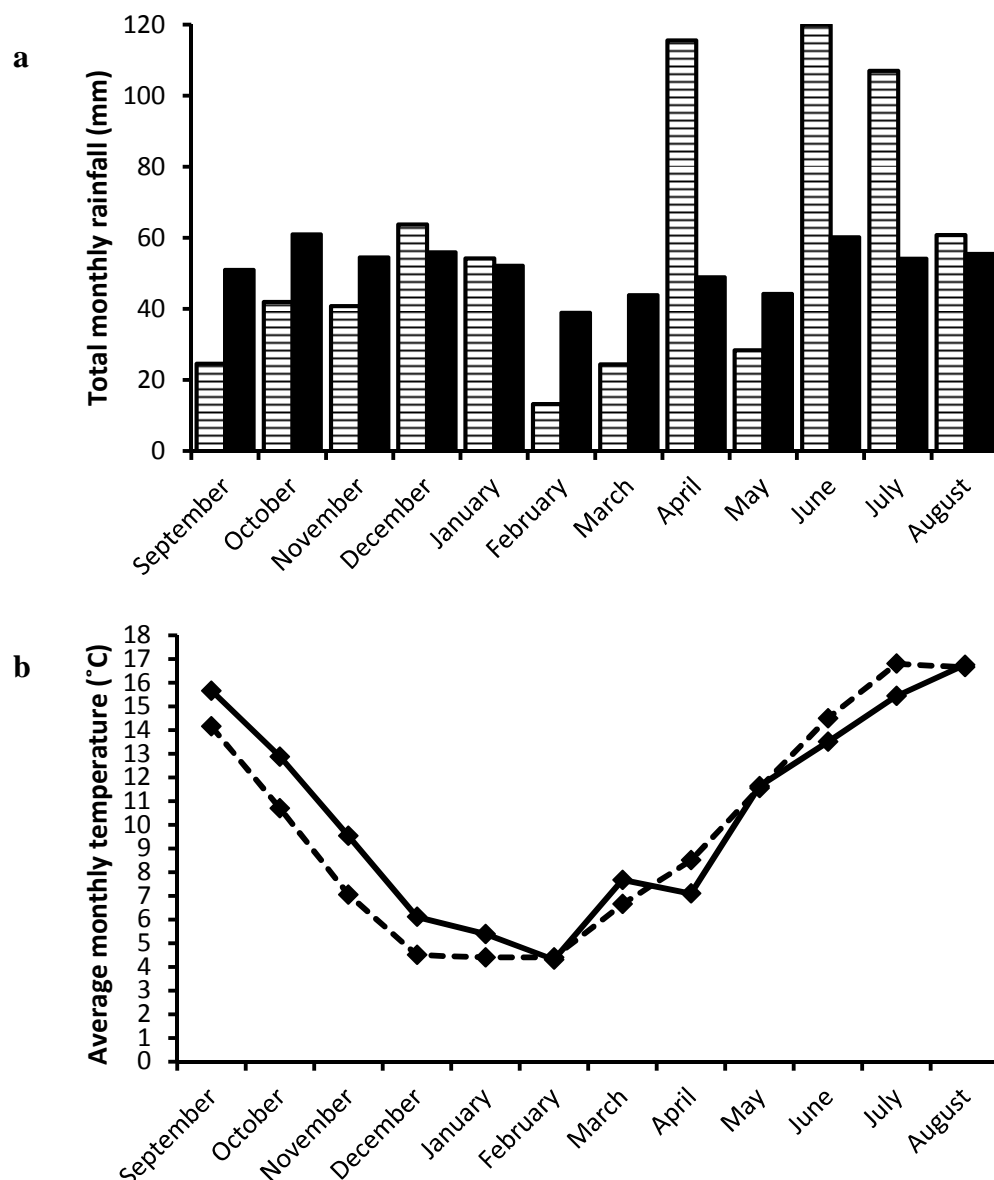 a
Total monthly rainfall (mm)
120
100
80
60
40
20
0
September
October
November
December
January
February
March
April
May
June
July
August
b
Average monthly temperature (˚C)
18
17
16
15
14
13
12
11
10
9
8
7
6
5
4
3
2
1
0
September
October
November
December
January
February
March
April
May
June
July
August